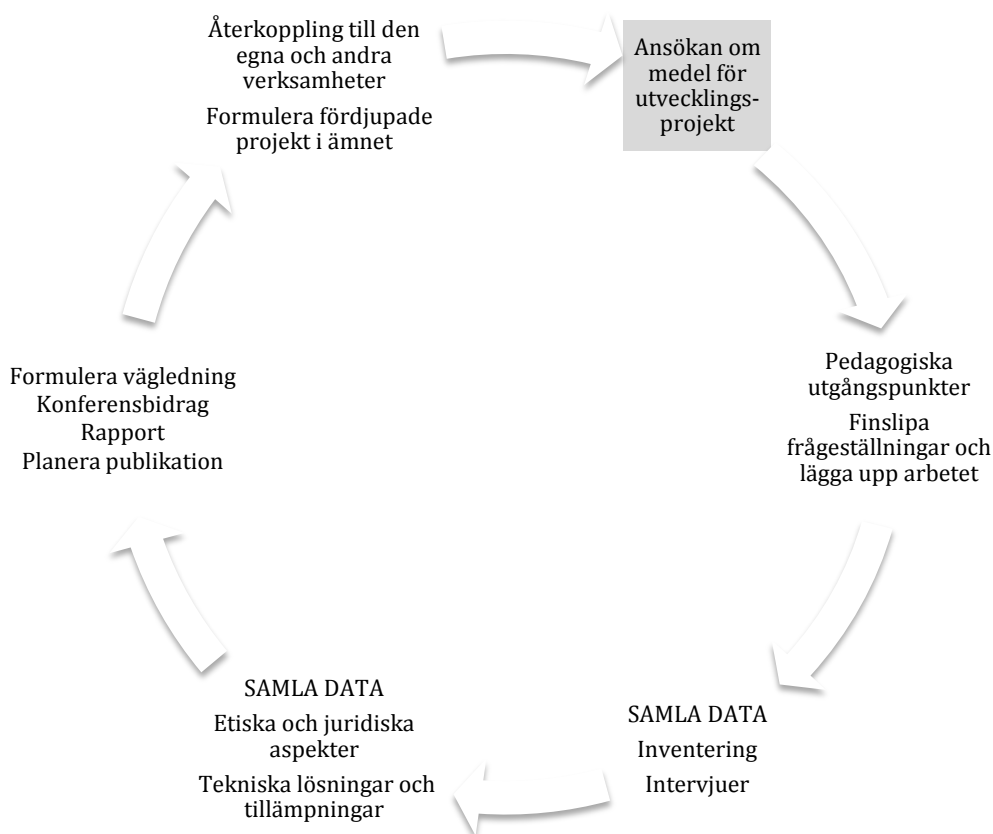 Återkoppling till den
egna och andra
verksamheter
Formulera fördjupade
projekt i ämnet
Ansökan om
medel för
utvecklings-
projekt
Pedagogiska
utgångspunkter
Finslipa
frågeställningar och
lägga upp arbetet
SAMLA DATA
Inventering
Intervjuer
SAMLA DATA
Etiska och juridiska
aspekter
Tekniska lösningar och
tillämpningar
Formulera vägledning
Konferensbidrag
Rapport
Planera publikation